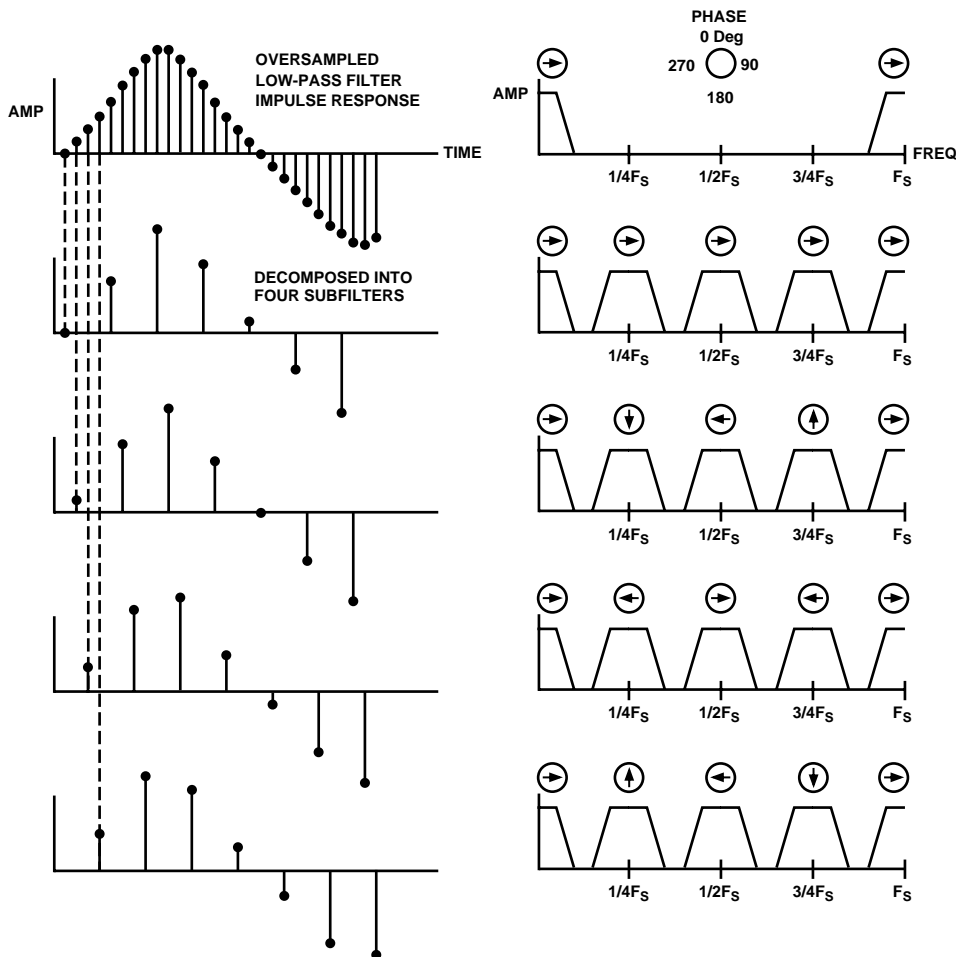 OVERSAMPLED
LOW-PASS FILTER
IMPULSE RESPONSE
AMP
TIME
PHASE
0 Deg
270
90
180
AMP
FREQ
1/4FS
1/2FS
3/4FS
FS
DECOMPOSED INTO
FOUR SUBFILTERS
1/4FS
1/2FS
3/4FS
FS
1/4FS
1/2FS
3/4FS
FS
1/4FS
1/2FS
3/4FS
FS
1/4FS
1/2FS
3/4FS
FS